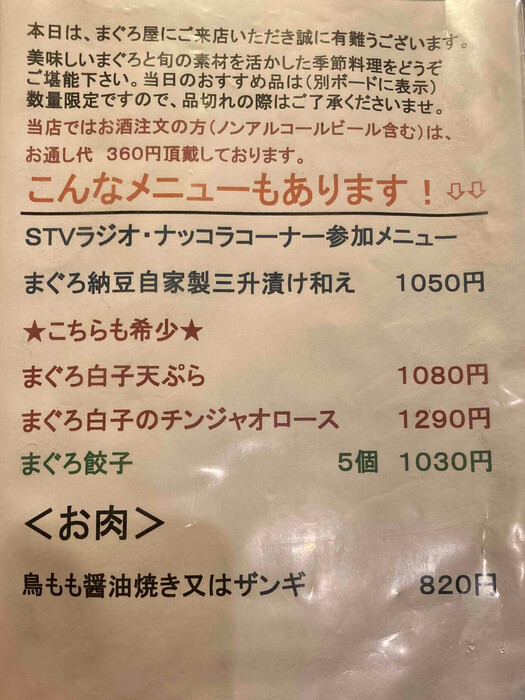 本日は、まぐろ屋にご来店いただき誠に有難うございます。
美味しいまぐろと旬の素材を活かした季節料理をどうぞ
ご堪能下さい。当日のおすすめ品は(別ボードに表示)
数量限定ですので、品切れの際はご了承くださいませ。
当店ではお酒注文の方(ノンアルコールビール含む)は、
お通し代 360円頂戴しております。
こんなメニューもあります！⇩⇩
STVラジオ・ナッコラコーナー参加メニュー
まぐろ納豆自家製三升漬け和え 1050円
★こちらも希少★
まぐろ白子天ぷら 1080円
まぐろ白子のチンジャオロース 1290円
まぐろ餃子 5個 1030円
＜お肉＞
鳥もも醤油焼き又はザンギ 820円